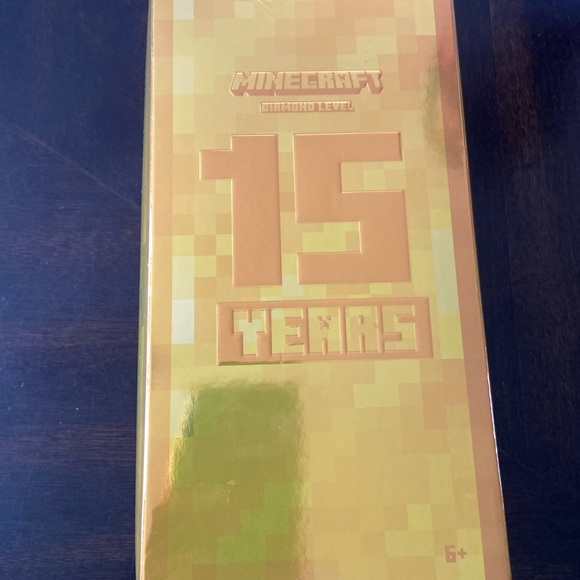 MINECRAFT
DIAMOND LEVEL
15
YEARS
6+